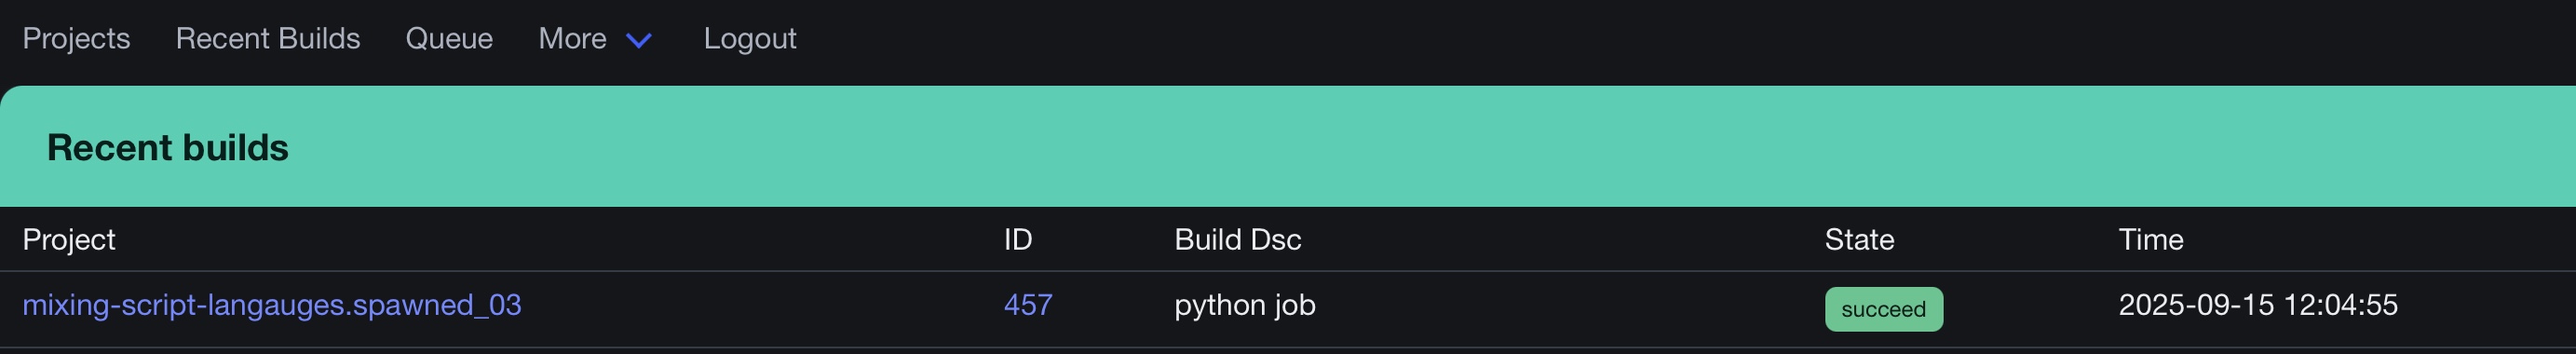 Projects Recent Builds Queue More Logout
Recent builds
Project ID Build Dsc State Time
mixing-script-langauges.spawned_03 457 python job succeed 2025-09-15 12:04:55